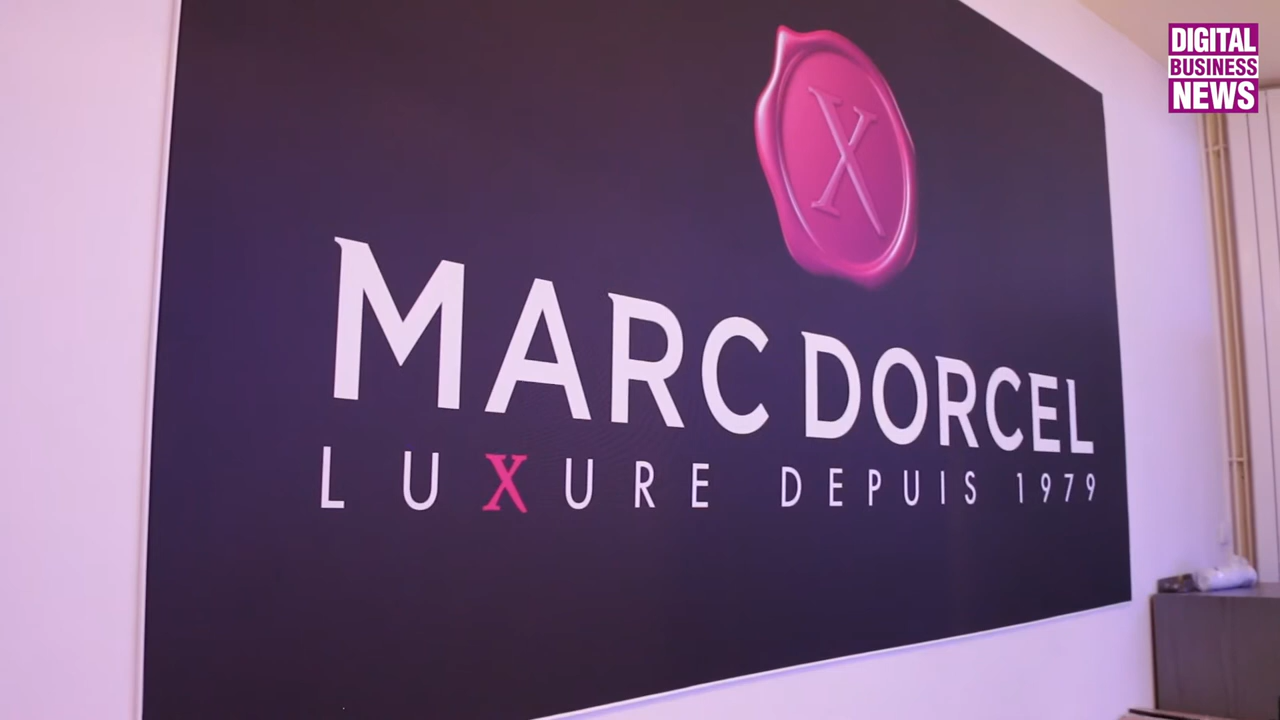 X
MARC DORCEL
LUXURE DEPUIS 1979
DIGITAL
BUSINESS
NEWS